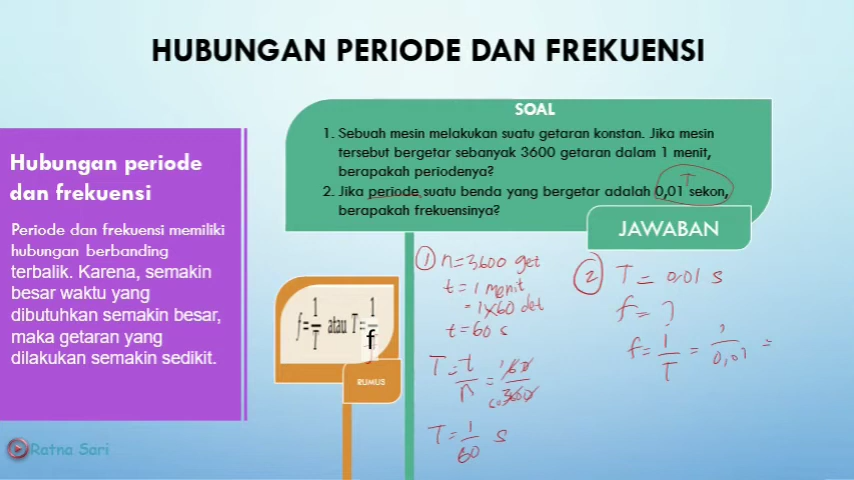 HUBUNGAN PERIODE DAN FREKUENSI
Hubungan periode
dan frekuensi
Periode dan frekuensi memiliki
hubungan berbanding
terbalik. Karena, semakin
besar waktu yang
dibutuhkan semakin besar,
maka getaran yang
dilakukan semakin sedikit.
SOAL
1. Sebuah mesin melakukan suatu getaran konstan. Jika mesin
tersebut bergetar sebanyak 3600 getaran dalam 1 menit,
berapakah periodenya?
T
2. Jika periode suatu benda yang bergetar adalah 0,01 sekon,
berapakah frekuensinya?
JAWABAN
f = 1/T atau T = 1/f
RUMUS
① n = 3600 get
t = 1 menit
= 1 x 60 det
t = 60 s
T = t/n = 60/3600
T = 1/60 s
② T = 0,01 s
f = ?
f = 1/T = 1/0,01 =
Ratna Sari